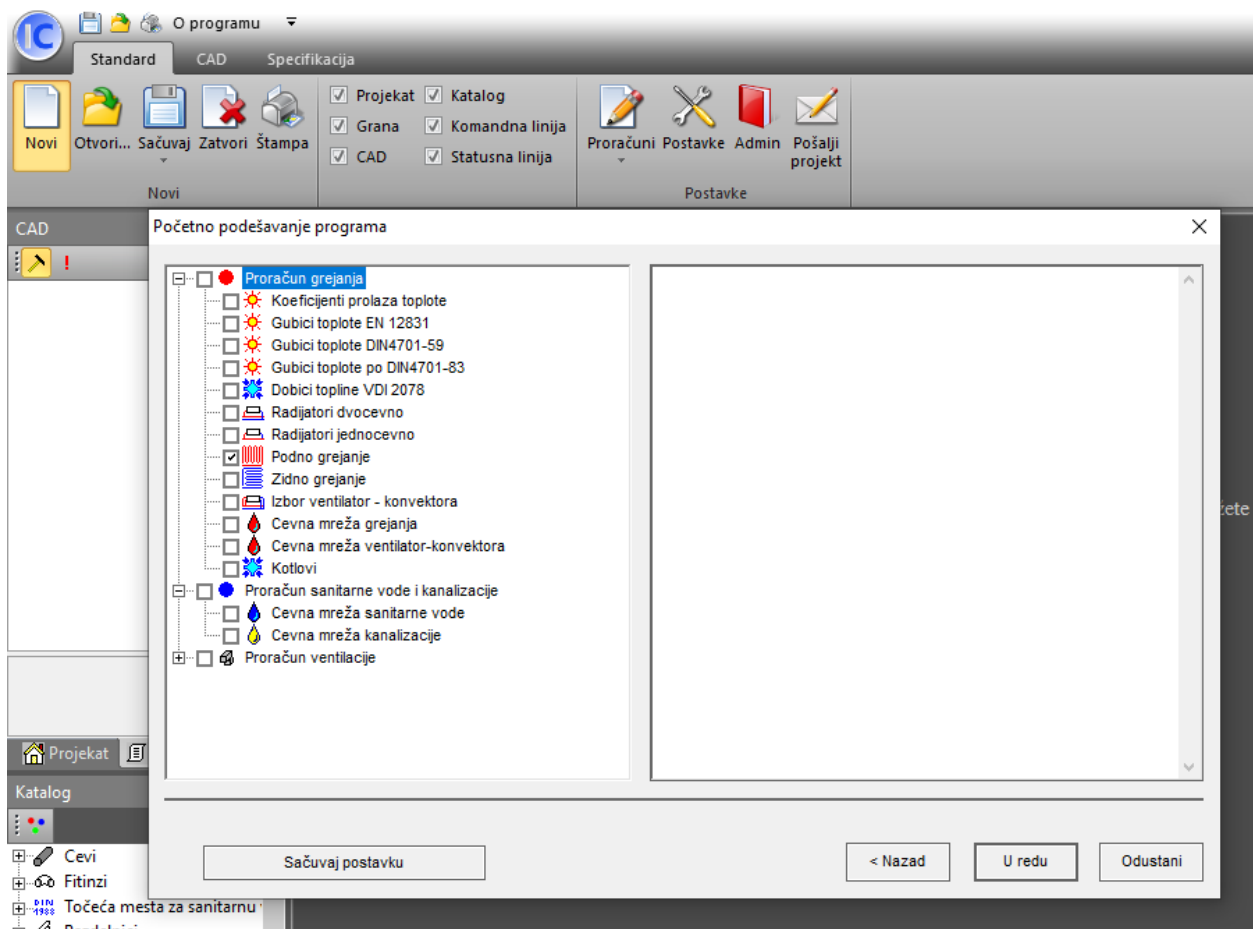 IC
O programu
Standard CAD Specifikacija
Novi
Otvori...
Sačuvaj
Zatvori
Štampa
Novi
Projekat
Katalog
Grana
Komandna linija
CAD
Statusna linija
Proračuni
Postavke
Admin
Pošalji
projekt
Postavke
CAD
!
Početno podešavanje programa
Proračun grejanja
Koeficijenti prolaza toplote
Gubici toplote EN 12831
Gubici toplote DIN4701-59
Gubici toplote po DIN4701-83
Dobici topline VDI 2078
Radijatori dvocevno
Radijatori jednocevno
Podno grejanje
Zidno grejanje
Izbor ventilator - konvektora
Cevna mreža grejanja
Cevna mreža ventilator-konvektora
Kotlovi
Proračun sanitarne vode i kanalizacije
Cevna mreža sanitarne vode
Cevna mreža kanalizacije
Proračun ventilacije
Sačuvaj postavku
< Nazad
U redu
Odustani
Projekat
Katalog
Cevi
Fitinzi
DIN
1988
Točeća mesta za sanitarnu